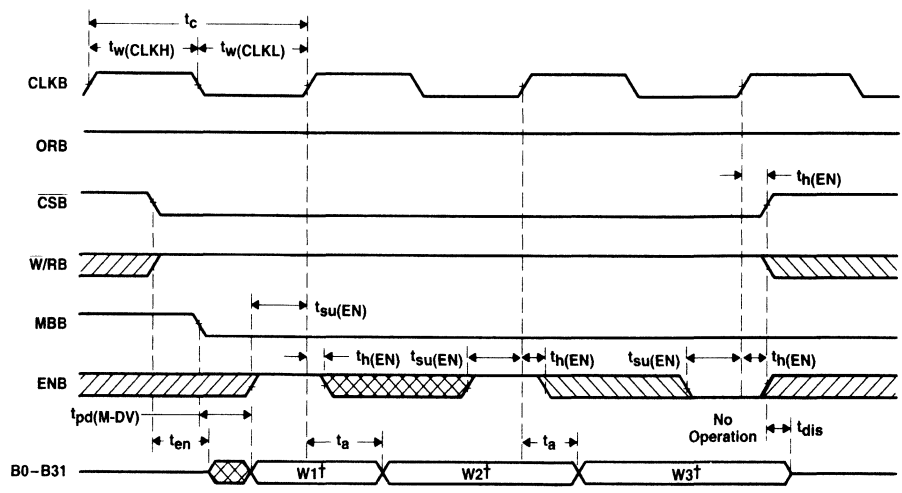 tc
tw(CLKH) tw(CLKL)
CLKB
ORB
th(EN)
CSB
W/RB
tsu(EN)
MBB
th(EN) tsu(EN) th(EN) tsu(EN) th(EN)
ENB
tpd(M-DV)
No
Operation
ten ta ta tdis
B0–B31 W1† W2† W3†